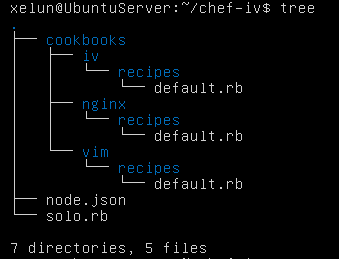 xelun@UbuntuServer:~/chef-iv$ tree
.
├── cookbooks
│   ├── iv
│   │   └── recipes
│   │       └── default.rb
│   ├── nginx
│   │   └── recipes
│   │       └── default.rb
│   └── vim
│       └── recipes
│           └── default.rb
├── node.json
└── solo.rb
7 directories, 5 files